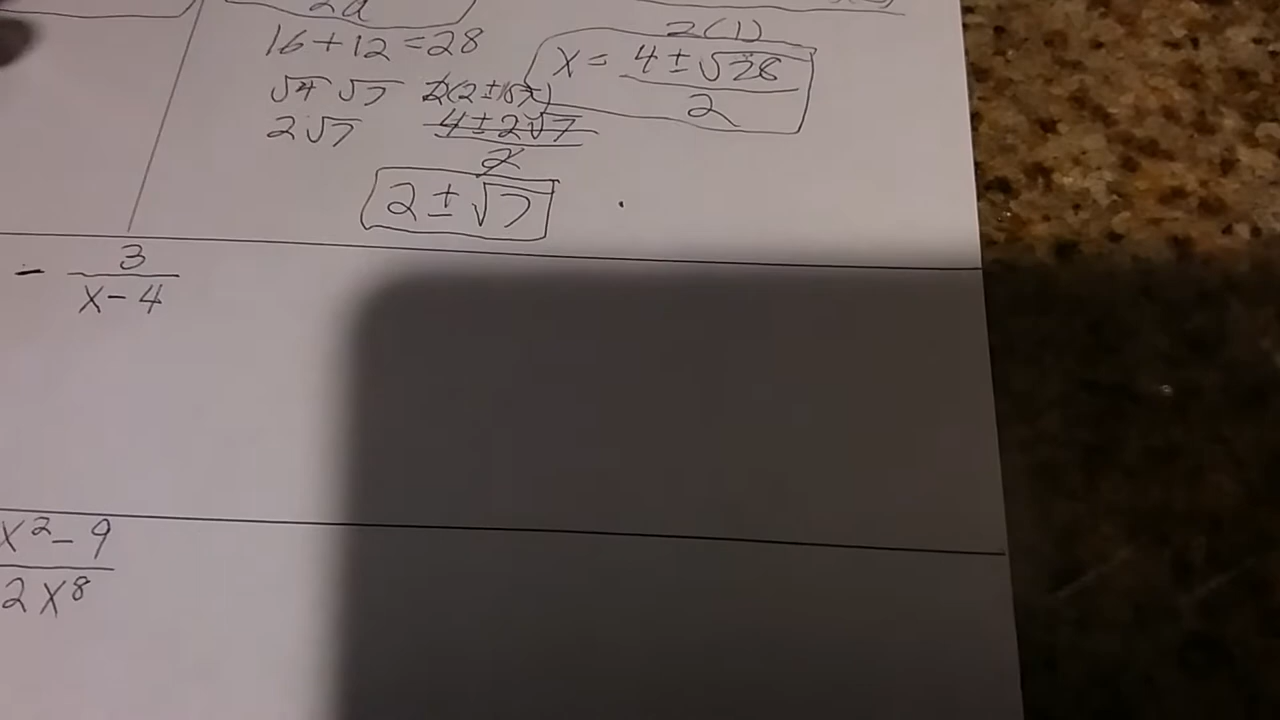 2a
2(1)
16+12=28
x = 4±√28
2
√4 √7 2(2±1√7)
2√7 4±2√7
2
2±√7
- 3
x-4
x²-9
2x⁸